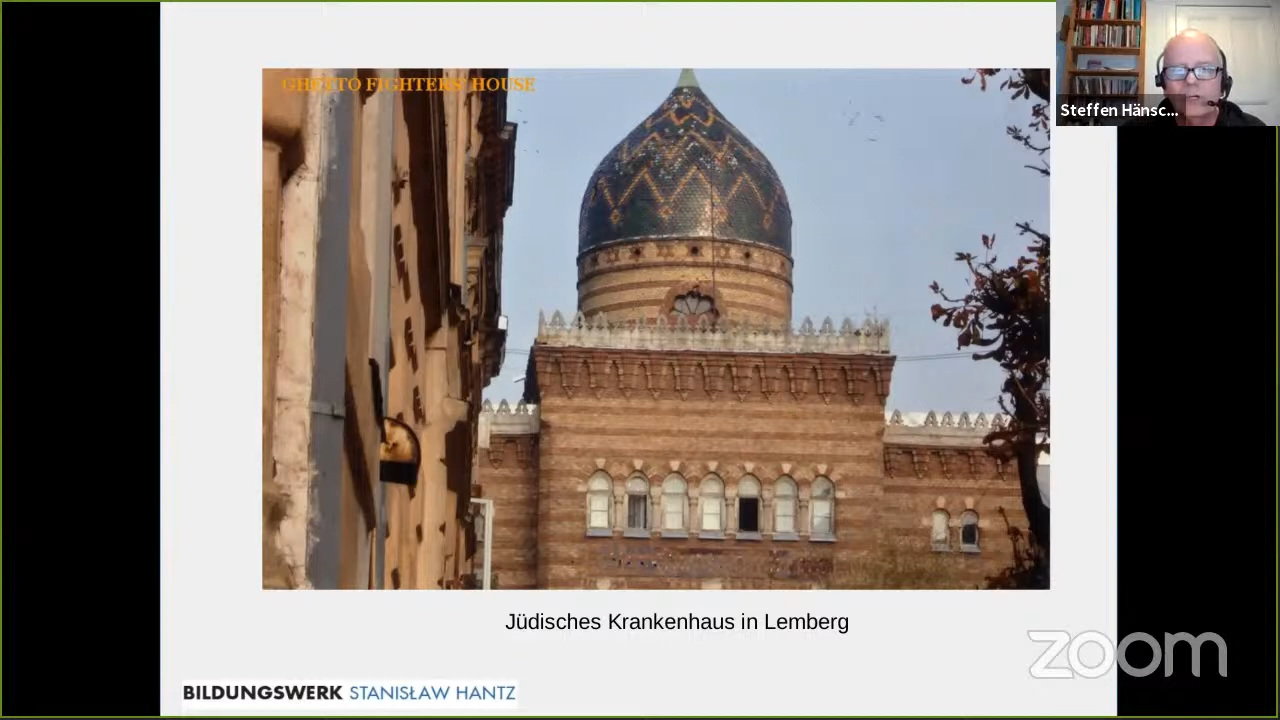 GHETTO FIGHTERS' HOUSE
Steffen Hänsc...
Jüdisches Krankenhaus in Lemberg
zoom
BILDUNGSWERK STANISŁAW HANTZ